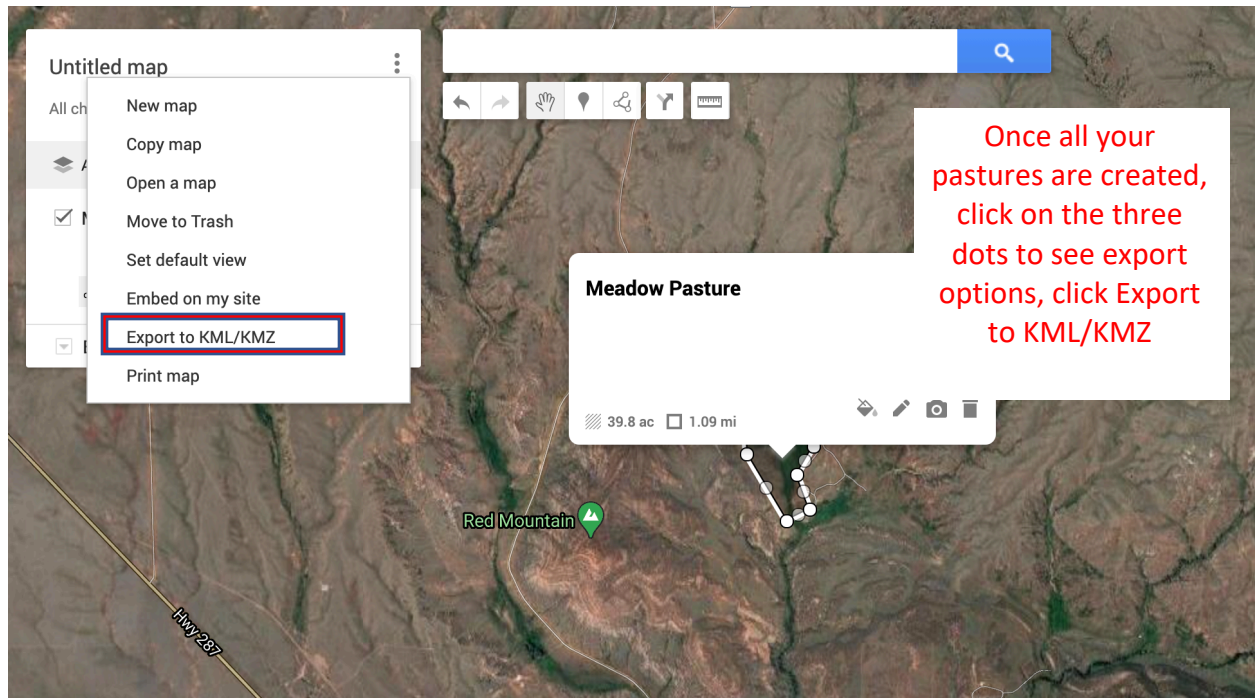 Untitled map
All ch
New map
Copy map
Open a map
Move to Trash
Set default view
Embed on my site
Export to KML/KMZ
Print map
Once all your
pastures are created,
click on the three
dots to see export
options, click Export
to KML/KMZ
Meadow Pasture
39.8 ac 1.09 mi
Red Mountain
Hwy 287